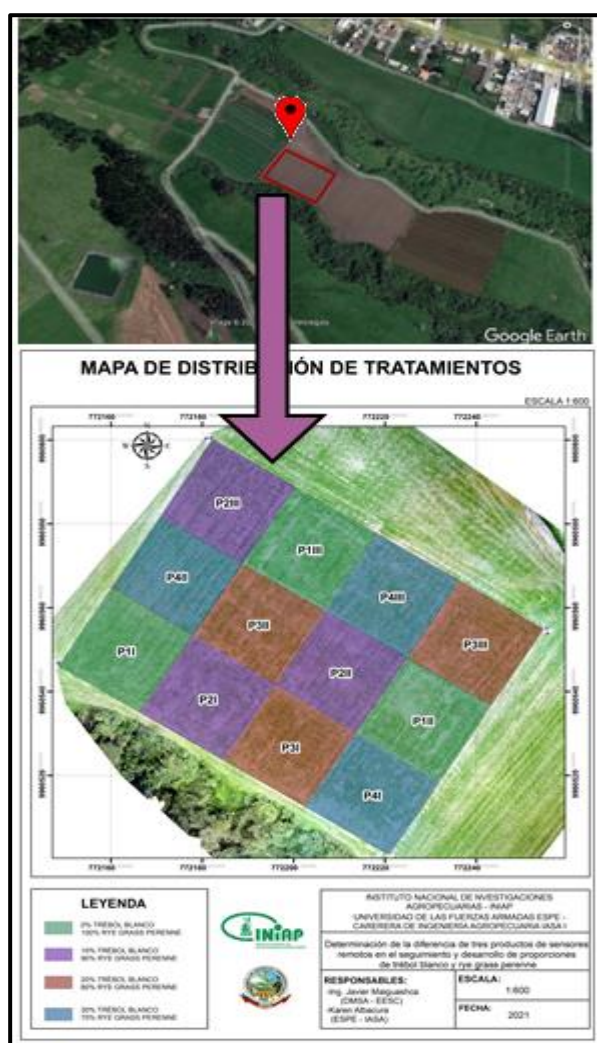 Google Earth
MAPA DE DISTRIB IÓN DE TRATAMIENTOS
ESCALA 1:600
772160 772180 772220 772240
N
S
P2III
P1III
P4II
P4III
P3II
P3III
P1I
P2II
P2I
P1II
P3I
P4I
772160 772180 772200 772220 772240
LEYENDA
0% TRÉBOL BLANCO
100% RYE GRASS PERENNE
10% TRÉBOL BLANCO
90% RYE GRASS PERENNE
20% TRÉBOL BLANCO
80% RYE GRASS PERENNE
30% TRÉBOL BLANCO
70% RYE GRASS PERENNE
INIAP
INSTITUTO NACIONAL DE INVESTIGACIONES
AGROPECUARIAS - INIAP
UNIVERSIDAD DE LAS FUERZAS ARMADAS ESPE -
CARERERA DE INGENIERÍA AGROPECUARIA IASA I
Determinación de la diferencia de tres productos de sensores
remotos en el seguimiento y desarrollo de proporciones
de trébol blanco y rye grass perenne
RESPONSABLES:
-Ing. Javier Maiguashca
(DMSA - EESC)
-Karen Albacura
(ESPE - IASA)
ESCALA:
1:600
FECHA:
2021